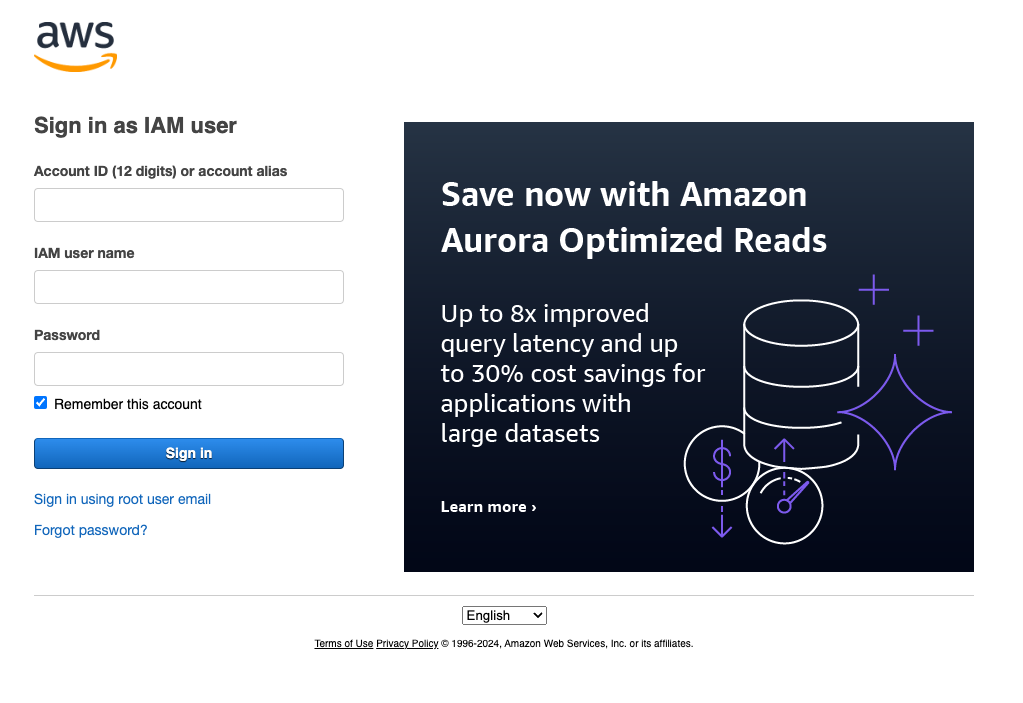 aws
Sign in as IAM user
Account ID (12 digits) or account alias
IAM user name
Password
Remember this account
Sign in
Sign in using root user email
Forgot password?
Save now with Amazon
Aurora Optimized Reads
Up to 8x improved
query latency and up
to 30% cost savings for
applications with
large datasets
$
Learn more ›
English
Terms of Use Privacy Policy © 1996-2024, Amazon Web Services, Inc. or its affiliates.